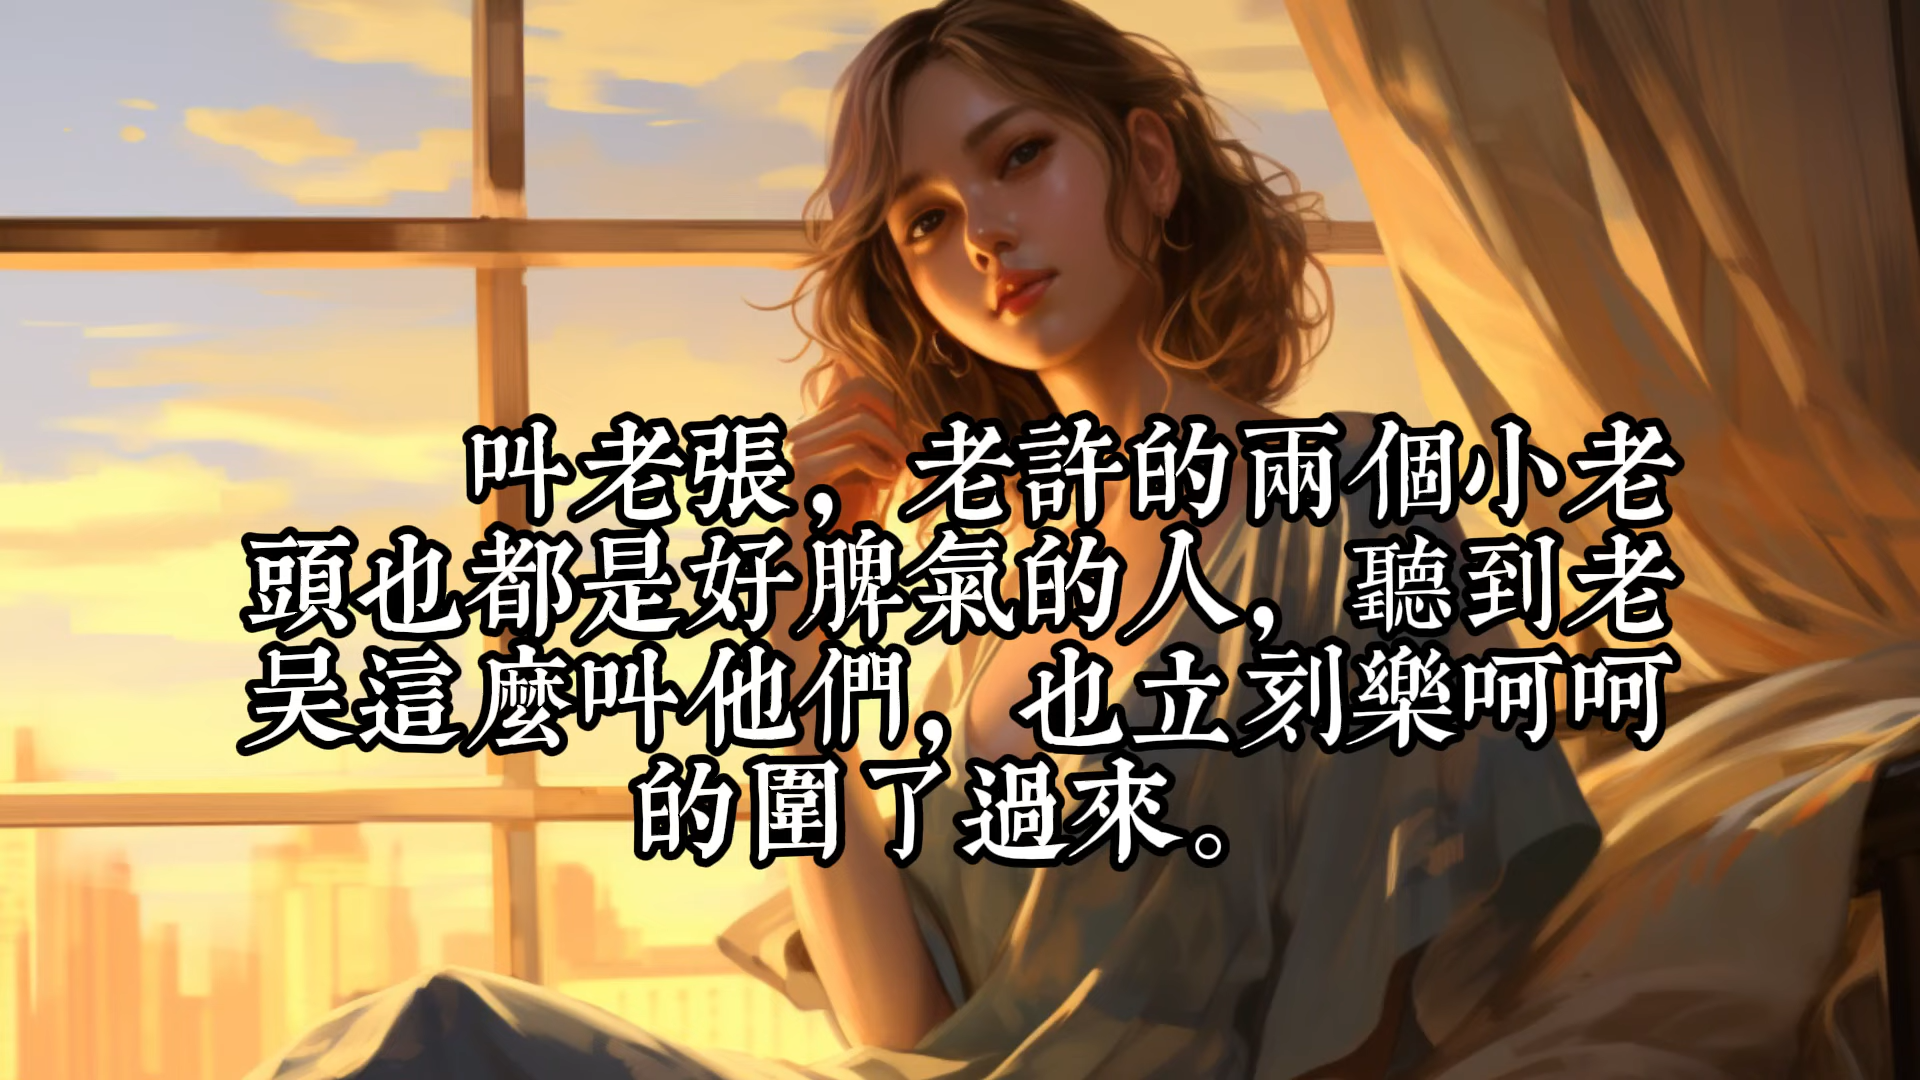 叫老張，老許的兩個小老
頭也都是好脾氣的人，聽到老
吴這麼叫他們，也立刻樂呵呵
的圍了過來。